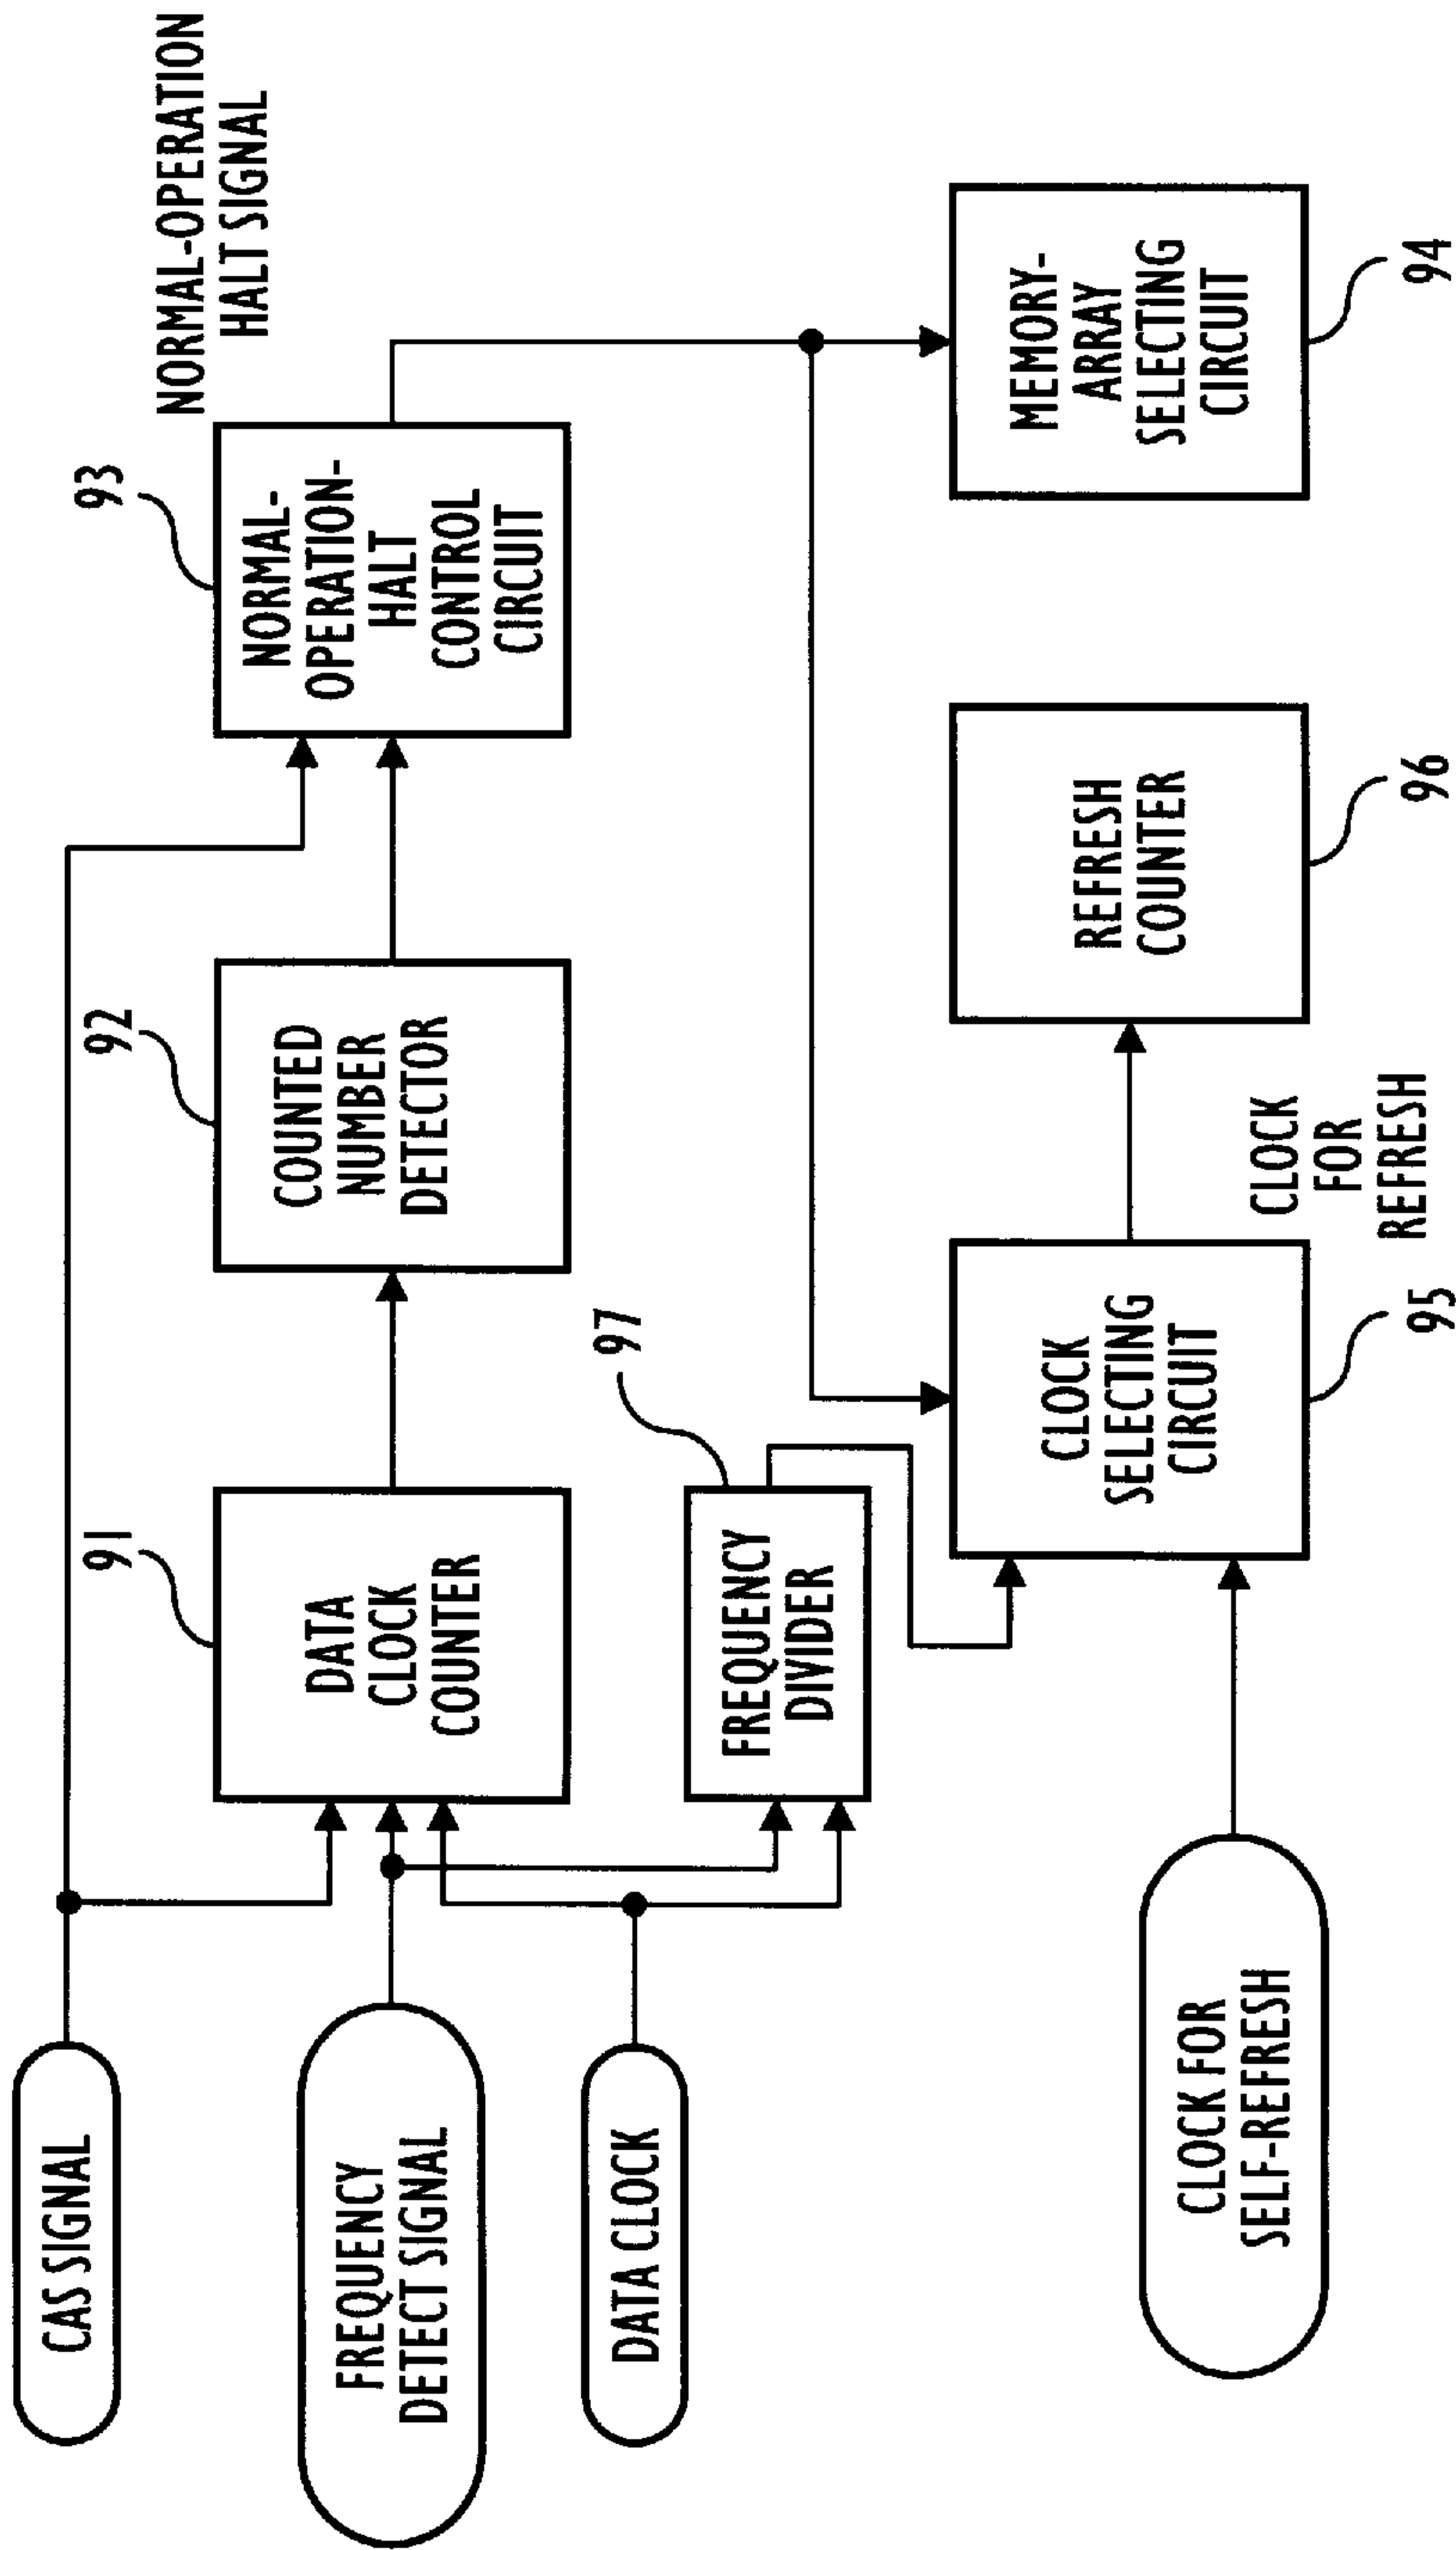 CAS SIGNAL
FREQUENCY
DETECT SIGNAL
DATA CLOCK
CLOCK FOR
SELF-REFRESH
91
DATA
CLOCK
COUNTER
92
COUNTED
NUMBER
DETECTOR
93
NORMAL-
OPERATION-
HALT
CONTROL
CIRCUIT
NORMAL-OPERATION
HALT SIGNAL
97
FREQUENCY
DIVIDER
CLOCK
SELECTING
CIRCUIT
95
CLOCK
FOR
REFRESH
REFRESH
COUNTER
96
MEMORY-
ARRAY
SELECTING
CIRCUIT
94